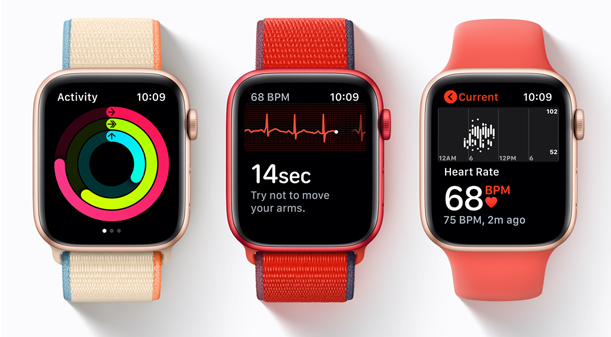 Activity 10:09
68 BPM 10:09
14sec
Try not to move
your arms.
Current 10:09
102
52
12AM 6 12PM 6
Heart Rate
68 BPM
75 BPM, 2m ago